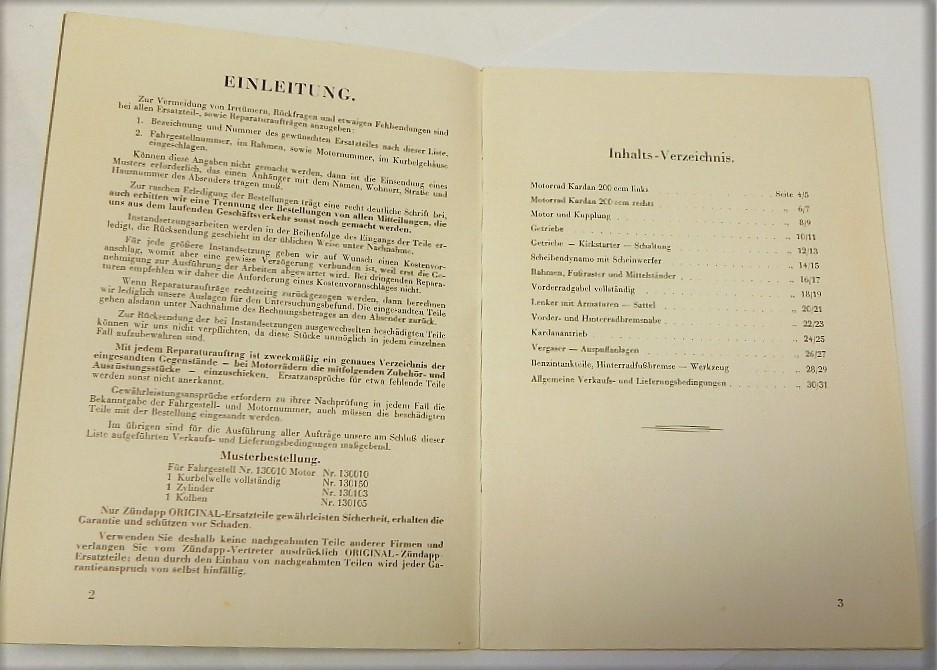 EINLEITUNG.
Zur Vermeidung von Irrtümern, Rückfragen und etwaigen Fehlsendungen sind
bei allen Ersatzteil-, sowie Reparaturaufträgen anzugeben:
1. Bezeichnung und Nummer des gewünschten Ersatzteiles nach dieser Liste,
2. Fahrgestellnummer, im Rahmen, sowie Motornummer, im Kurbelgehäuse
eingeschlagen.
Können diese Angaben nicht gemacht werden, dann ist die Einsendung eines
Musters erforderlich, das einen Anhänger mit dem Namen, Wohnort, Straße und
Hausnummer des Absenders tragen muß.
Zur raschen Erledigung der Bestellungen trägt eine recht deutliche Schrift bei,
auch erbitten wir eine Trennung der Bestellungen von allen Mitteilungen, die
uns aus dem laufenden Geschäftsverkehr sonst noch gemacht werden.
Instandsetzungsarbeiten werden in der Reihenfolge des Eingangs der Teile er-
ledigt, die Rücksendung geschieht in der üblichen Weise unter Nachnahme.
Für jede größere Instandsetzung geben wir auf Wunsch einen Kostenvor-
anschlag, womit aber eine gewisse Verzögerung verbunden ist, weil erst die Ge-
nehmigung zur Ausführung der Arbeiten abgewartet wird. Bei dringenden Repara-
turen empfehlen wir daher die Anforderung eines Kostenvoranschlages nicht.
Wenn Reparaturaufträge rechtzeitig zurückgezogen werden, dann berechnen
wir lediglich unsere Auslagen für den Untersuchungsbefund. Die eingesandten Teile
gehen alsdann unter Nachnahme des Rechnungsbetrages an den Absender zurück.
Zur Rücksendung der bei Instandsetzungen ausgewechselten beschädigten Teile
können wir uns nicht verpflichten, da diese Stücke unmöglich in jedem einzelnen
Fall aufzubewahren sind.
Mit jedem Reparaturauftrag ist zweckmäßig ein genaues Verzeichnis der
eingesandten Gegenstände — bei Motorrädern die mitfolgenden Zubehör- und
Ausrüstungsstücke — einzuschicken. Ersatzansprüche für etwa fehlende Teile
werden sonst nicht anerkannt.
Gewährleistungsansprüche erfordern zu ihrer Nachprüfung in jedem Fall die
Bekanntgabe der Fahrgestell- und Motornummer, auch müssen die beschädigten
Teile mit der Bestellung eingesandt werden.
Im übrigen sind für die Ausführung aller Aufträge unsere am Schluß dieser
Liste aufgeführten Verkaufs- und Lieferungsbedingungen maßgebend.
Musterbestellung.
Für Fahrgestell Nr. 130010 Motor Nr. 130010
1 Kurbelwelle vollständig Nr. 130150
1 Zylinder Nr. 130103
1 Kolben Nr. 130105
Nur Zündapp ORIGINAL-Ersatzteile gewährleisten Sicherheit, erhalten die
Garantie und schützen vor Schaden.
Verwenden Sie deshalb keine nachgeahmten Teile anderer Firmen und
verlangen Sie vom Zündapp-Vertreter ausdrücklich ORIGINAL-Zündapp-
Ersatzteile; denn durch den Einbau von nachgeahmten Teilen wird jeder Ga-
rantieanspruch von selbst hinfällig.
2
Inhalts-Verzeichnis.
Motorrad Kardan 200 ccm links . Seite 4/5
Motorrad Kardan 200 ccm rechts . . . . . „ 6/7
Motor und Kupplung . . . . . . . „ 8/9
Getriebe . . . . . . . . . „ 10/11
Getriebe — Kickstarter — Schaltung . . . . . „ 12/13
Scheibendynamo mit Scheinwerfer . . . . . „ 14/15
Rahmen, Fußraster und Mittelständer . . . . . „ 16/17
Vorderradgabel vollständig . . . . . . „ 18/19
Lenker mit Armaturen — Sattel . . . . . „ 20/21
Vorder- und Hinterradbremsnabe . . . . . „ 22/23
Kardanantrieb . . . . . . . . „ 24/25
Vergaser — Auspuffanlagen . . . . . . „ 26/27
Benzintankteile, Hinterradfußbremse — Werkzeug . . . . „ 28/29
Allgemeine Verkaufs- und Lieferungsbedingungen . . . . . „ 30/31
3